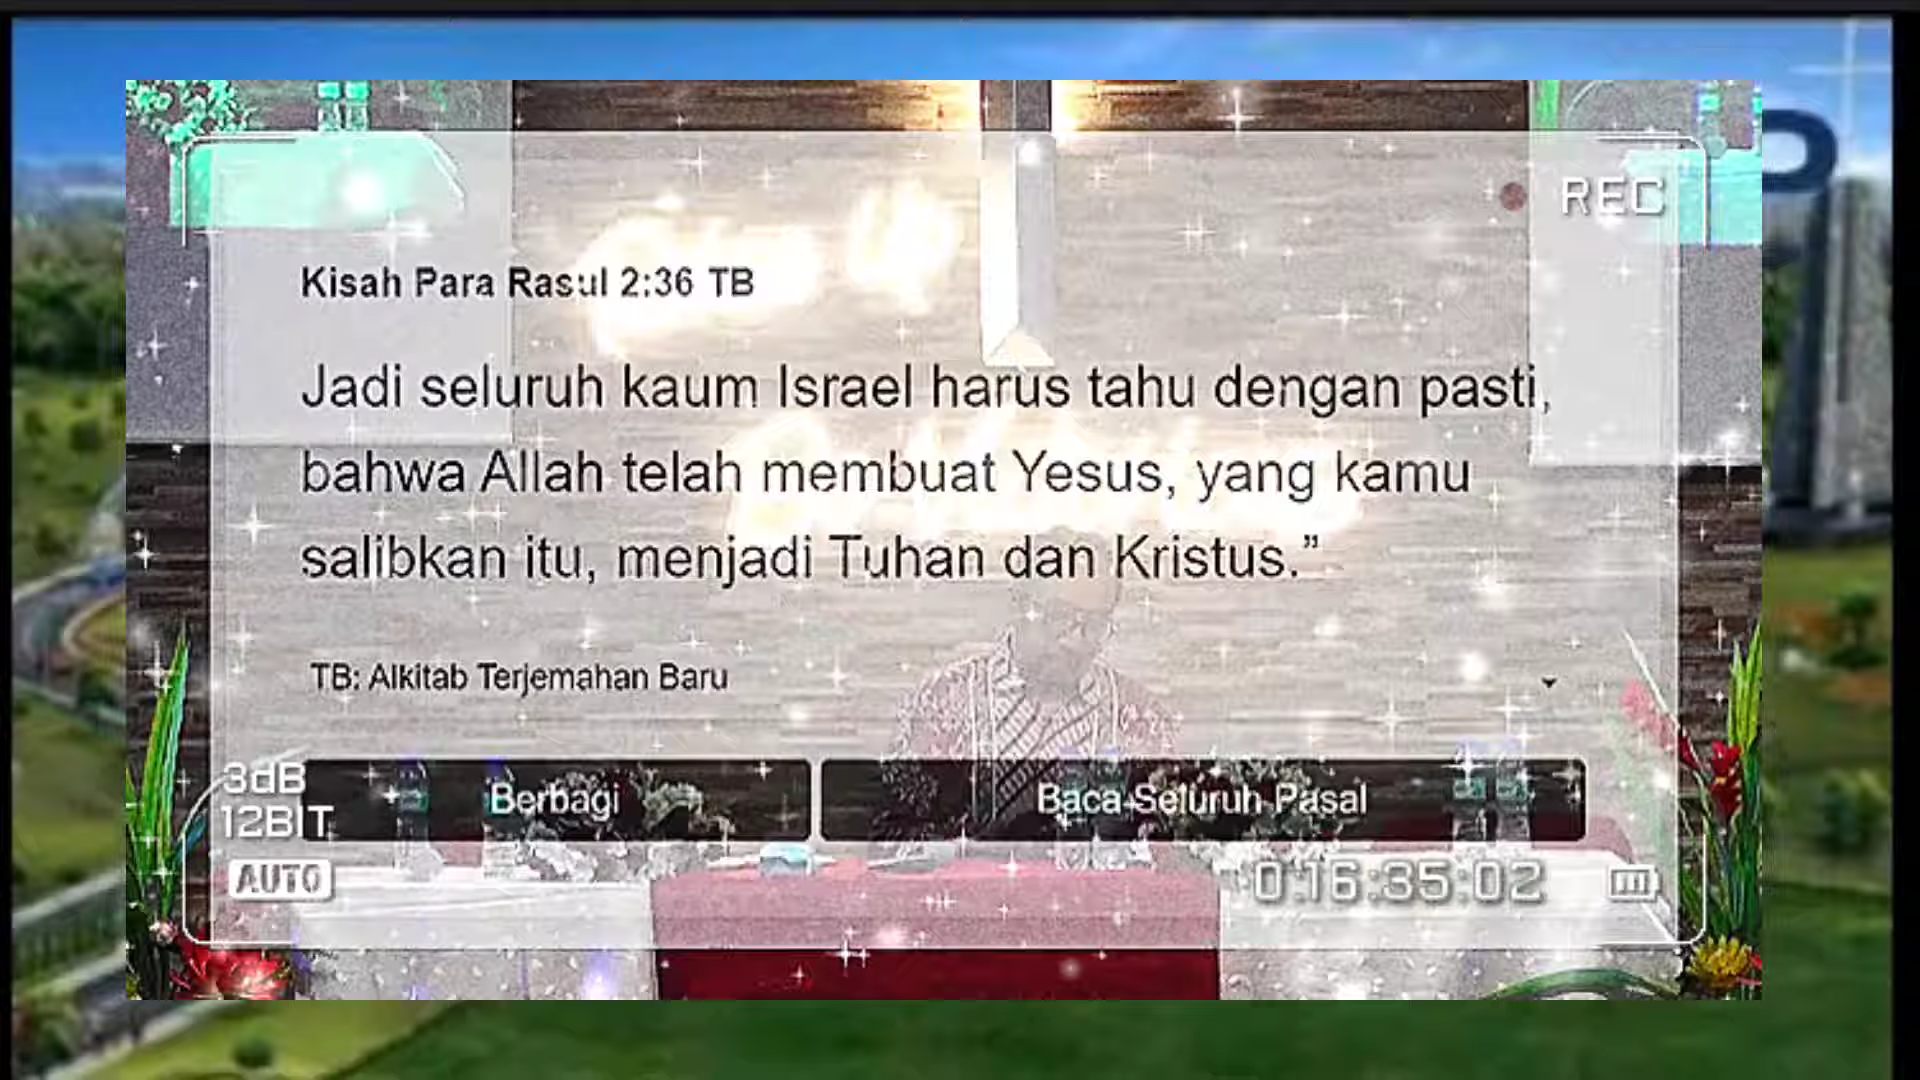 REC
Kisah Para Rasul 2:36 TB
Jadi seluruh kaum Israel harus tahu dengan pasti,
bahwa Allah telah membuat Yesus, yang kamu
salibkan itu, menjadi Tuhan dan Kristus.”
TB: Alkitab Terjemahan Baru
3dB
12BIT
Berbagi
Baca Seluruh Pasal
AUTO
0:16:35:02